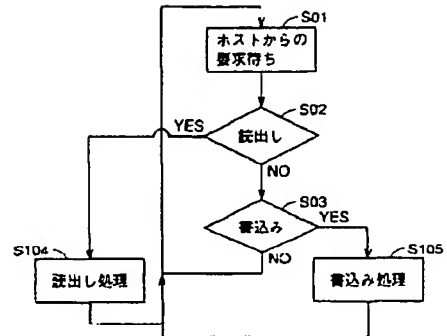 S01
ホストからの
要求待ち
S02
YES
読出し
NO
S03
YES
書込み
NO
S104
読出し処理
S105
書込み処理